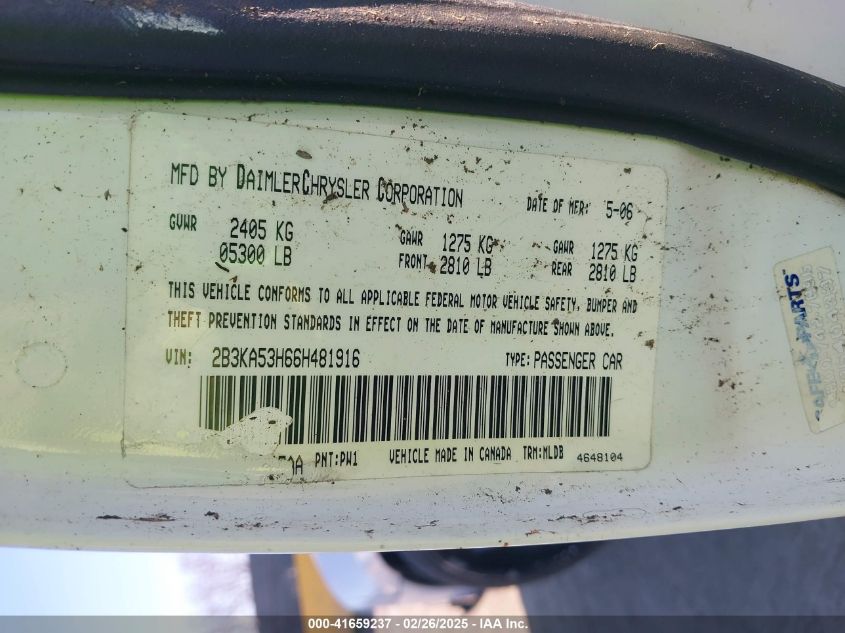 MFD BY DAIMLERCHRYSLER CORPORATION
DATE OF MFR: 5-06
GVWR 2405 KG
05300 LB
GAWR FRONT 1275 KG
2810 LB
GAWR REAR 1275 KG
2810 LB
THIS VEHICLE CONFORMS TO ALL APPLICABLE FEDERAL MOTOR VEHICLE SAFETY, BUMPER AND
THEFT PREVENTION STANDARDS IN EFFECT ON THE DATE OF MANUFACTURE SHOWN ABOVE.
VIN: 2B3KA53H66H481916 TYPE: PASSENGER CAR
PNT:PW1 VEHICLE MADE IN CANADA TRM:MLDB 4648104
000-41659237 - 02/26/2025 - IAA Inc.